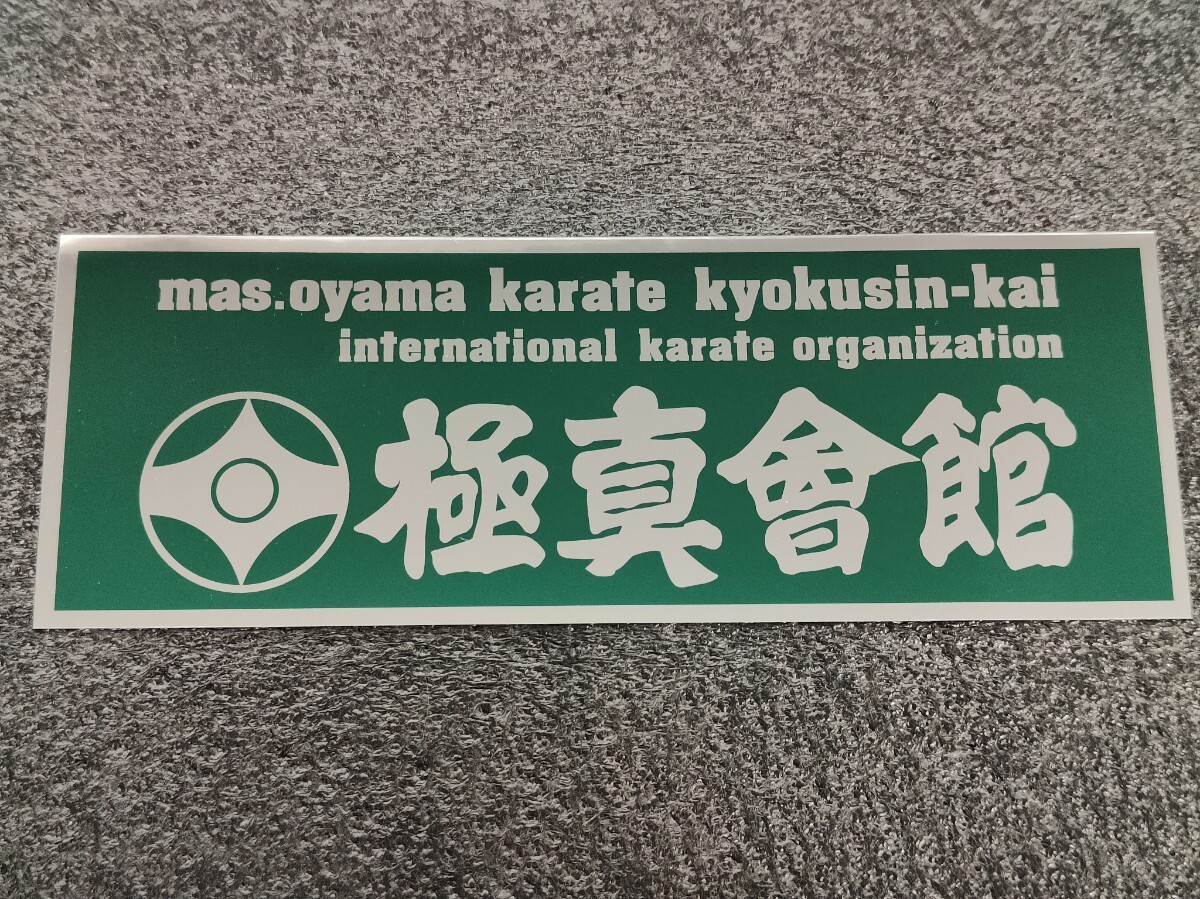 mas.oyama karate kyokusin-kai
international karate organization
極真會館